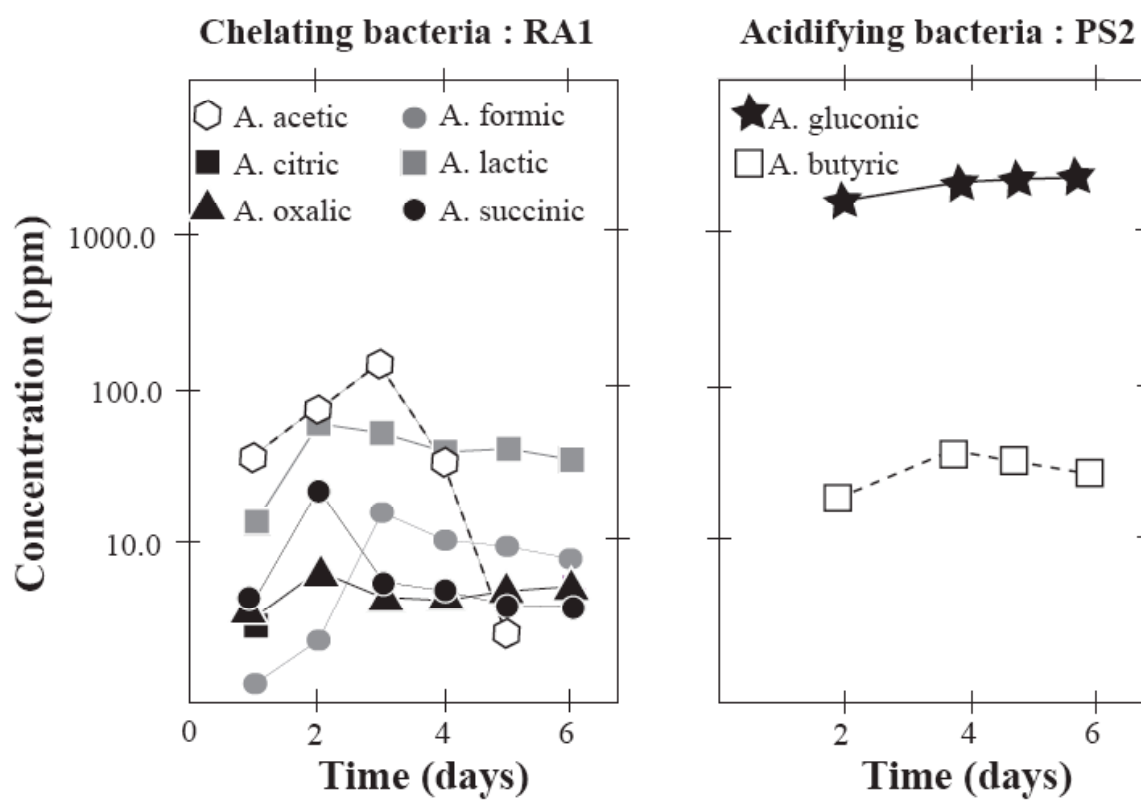 Chelating bacteria : RA1
Acidifying bacteria : PS2
A. acetic
A. formic
A. citric
A. lactic
A. oxalic
A. succinic
A. gluconic
A. butyric
Concentration (ppm)
1000.0
100.0
10.0
0 2 4 6
Time (days)
2 4 6
Time (days)